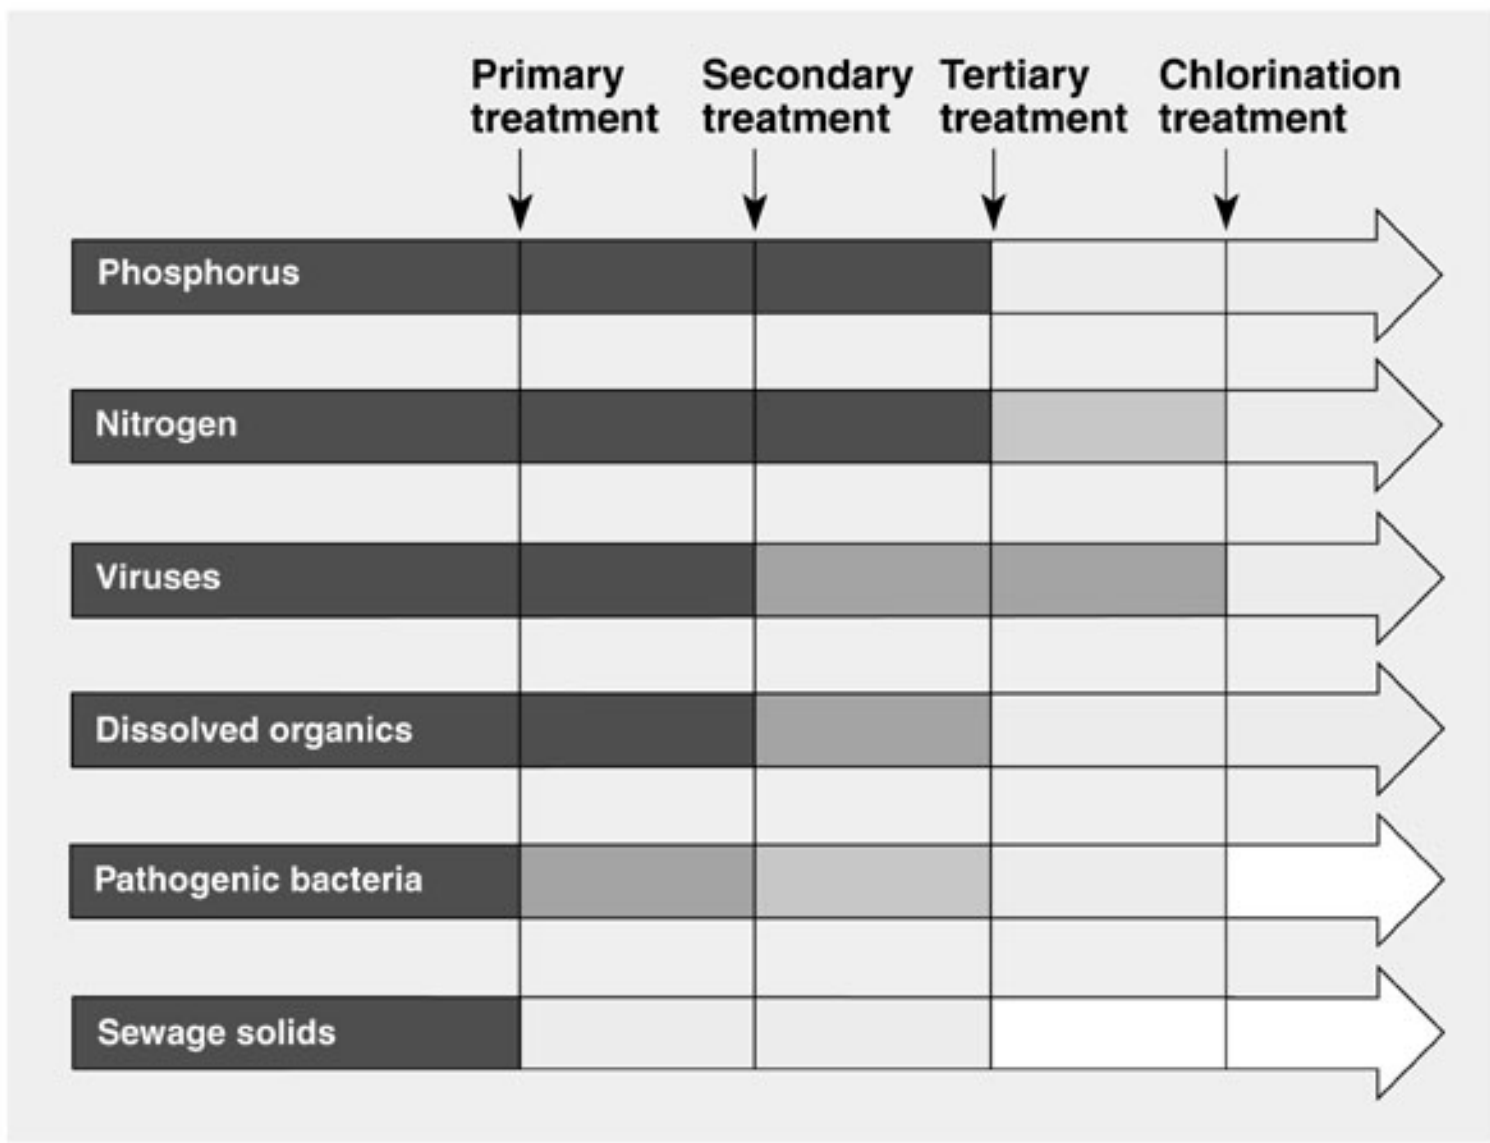 Primary treatment
Secondary treatment
Tertiary treatment
Chlorination treatment
Phosphorus
Nitrogen
Viruses
Dissolved organics
Pathogenic bacteria
Sewage solids